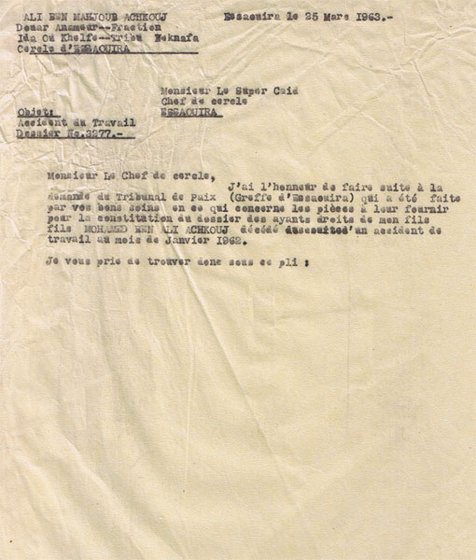 ALI BEN MAHJOUB ACHKOUJ Essaouira le 25 Mars 1963.-
Douar Anameur--Fraction
Ida Ou Khelfe--Tribu Meknafa
Cercle d'ESSAOUIRA
Monsieur Le Super Caid
Chef de cercle
Objet: ESSAOUIRA
Accident du Travail
Dossier No.2277.-
Monsieur Le Chef de cercle,
J'ai l'honneur de faire suite à la
demande du Tribunal de Paix (Greffe d'Essaouira) qui a été faite
par vos bons soins en ce qui concerne les pièces à leur fournir
pour la constitution du dossier des ayants droits de mon fils
fils MOHAMED BEN ALI ACHKOUJ décédé d'un accident de
travail au mois de Janvier 1962.
Je vous prie de trouver donc sous ce pli :